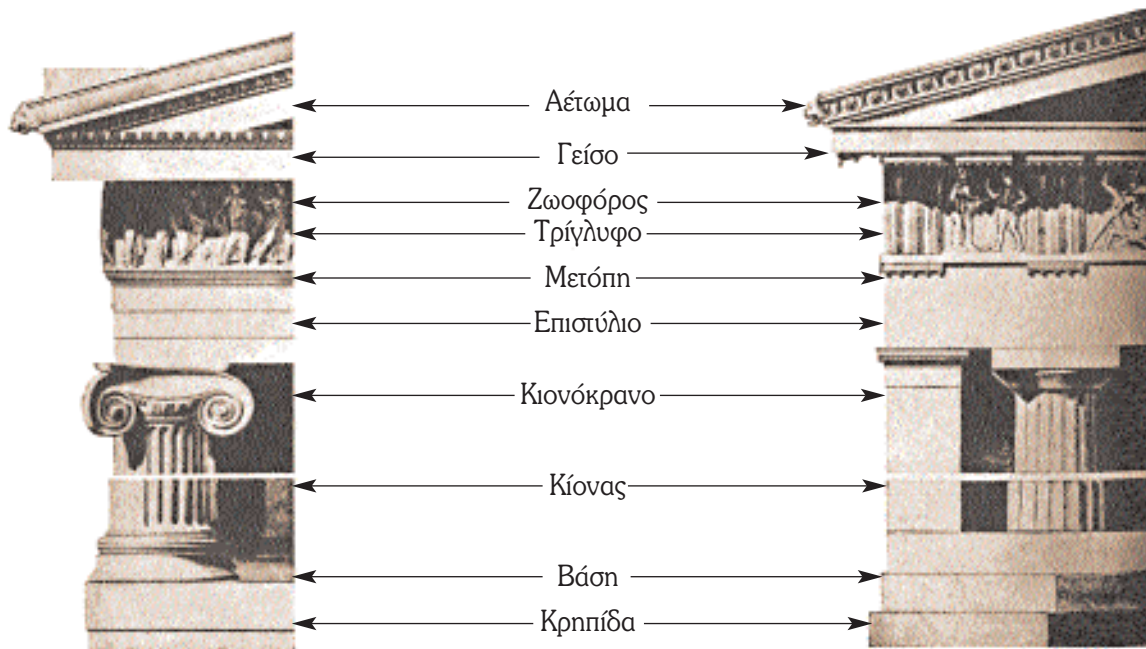 Αέτωμα
Γείσο
Ζωοφόρος
Τρίγλυφο
Μετόπη
Επιστύλιο
Κιονόκρανο
Κίονας
Βάση
Κρηπίδα